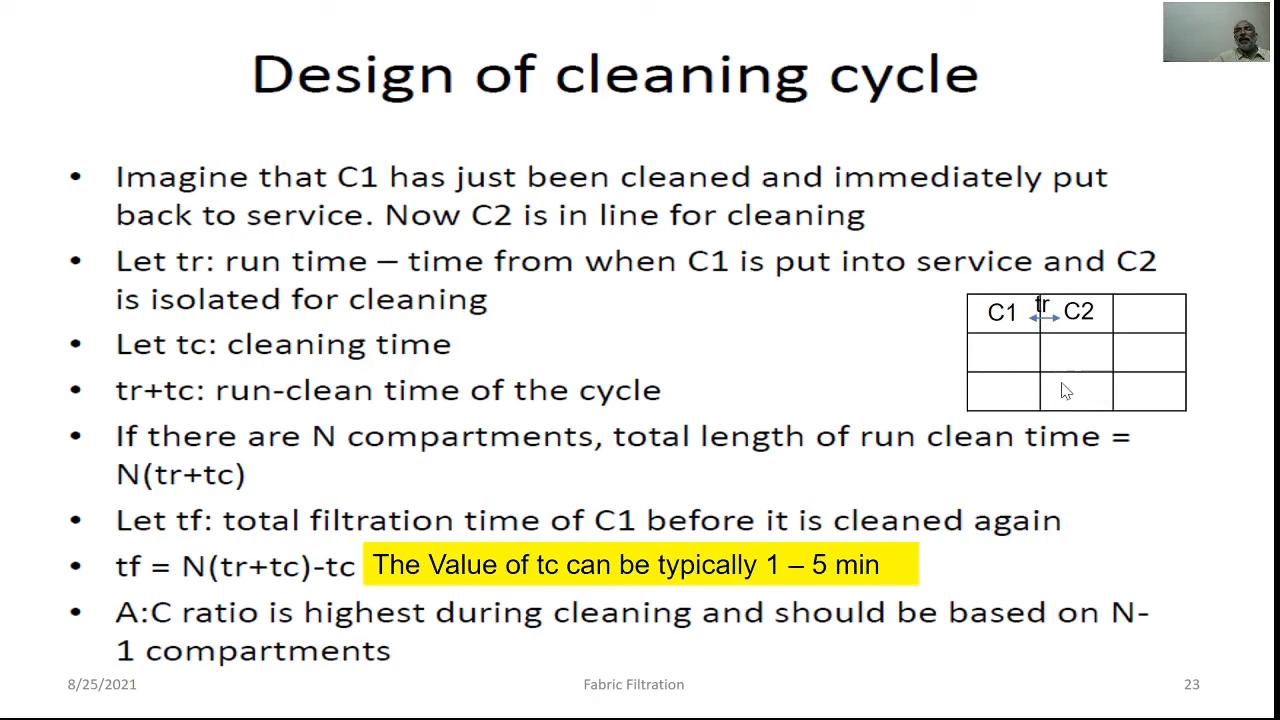 Design of cleaning cycle
• Imagine that C1 has just been cleaned and immediately put
back to service. Now C2 is in line for cleaning
• Let tr: run time – time from when C1 is put into service and C2
is isolated for cleaning
C1 tr C2
• Let tc: cleaning time
• tr+tc: run-clean time of the cycle
• If there are N compartments, total length of run clean time =
N(tr+tc)
• Let tf: total filtration time of C1 before it is cleaned again
• tf = N(tr+tc)-tc The Value of tc can be typically 1 – 5 min
• A:C ratio is highest during cleaning and should be based on N-
1 compartments
8/25/2021 Fabric Filtration 23